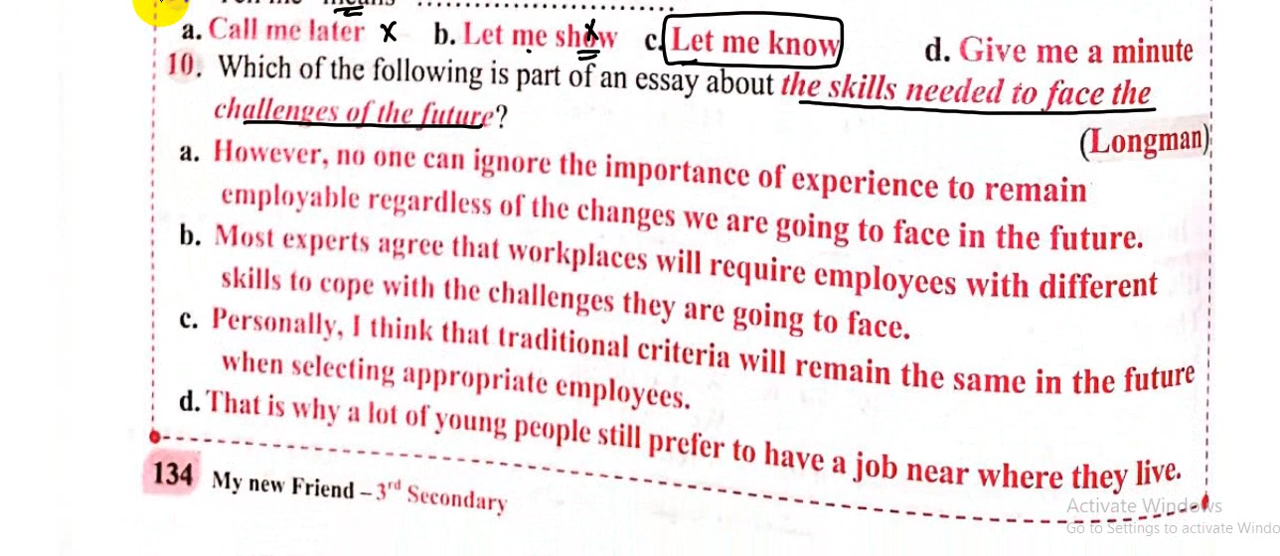 means ..............................
a. Call me later x b. Let me show x c. Let me know d. Give me a minute
10. Which of the following is part of an essay about the skills needed to face the
challenges of the future?
(Longman)
a. However, no one can ignore the importance of experience to remain
employable regardless of the changes we are going to face in the future.
b. Most experts agree that workplaces will require employees with different
skills to cope with the challenges they are going to face.
c. Personally, I think that traditional criteria will remain the same in the future
when selecting appropriate employees.
d. That is why a lot of young people still prefer to have a job near where they live.
134 My new Friend – 3rd Secondary
Activate Windows
Go to Settings to activate Windo